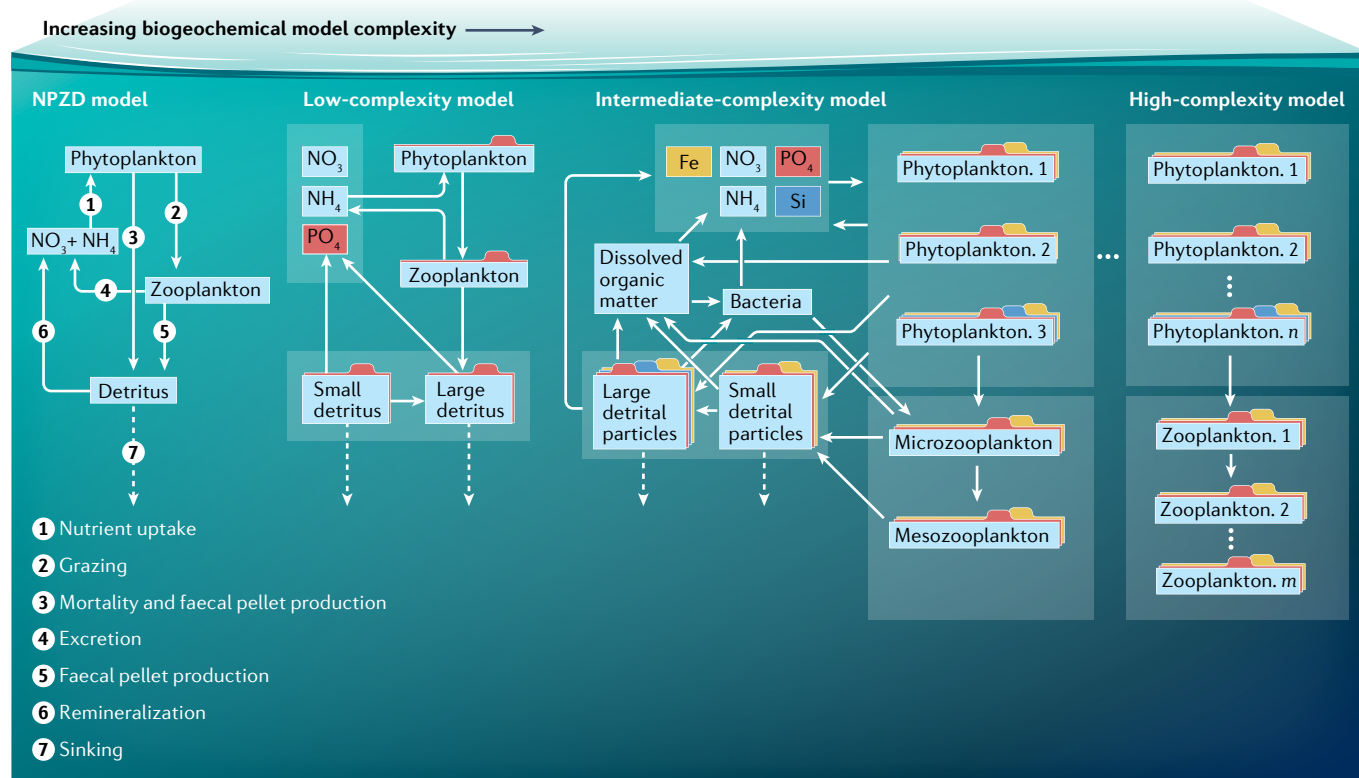 Increasing biogeochemical model complexity
NPZD model
Phytoplankton
1
2
3
NO₃+ NH₄
4
Zooplankton
5
6
Detritus
7
1 Nutrient uptake
2 Grazing
3 Mortality and faecal pellet production
4 Excretion
5 Faecal pellet production
6 Remineralization
7 Sinking
Low-complexity model
NO₃
Phytoplankton
NH₄
PO₄
Zooplankton
Small
detritus
Large
detritus
Intermediate-complexity model
Fe
NO₃
PO₄
NH₄
Si
Dissolved
organic
matter
Bacteria
Large
detrital
particles
Small
detrital
particles
Phytoplankton. 1
Phytoplankton. 2
Phytoplankton. 3
Microzooplankton
Mesozooplankton
...
High-complexity model
Phytoplankton. 1
Phytoplankton. 2
Phytoplankton. n
Zooplankton. 1
Zooplankton. 2
Zooplankton. m